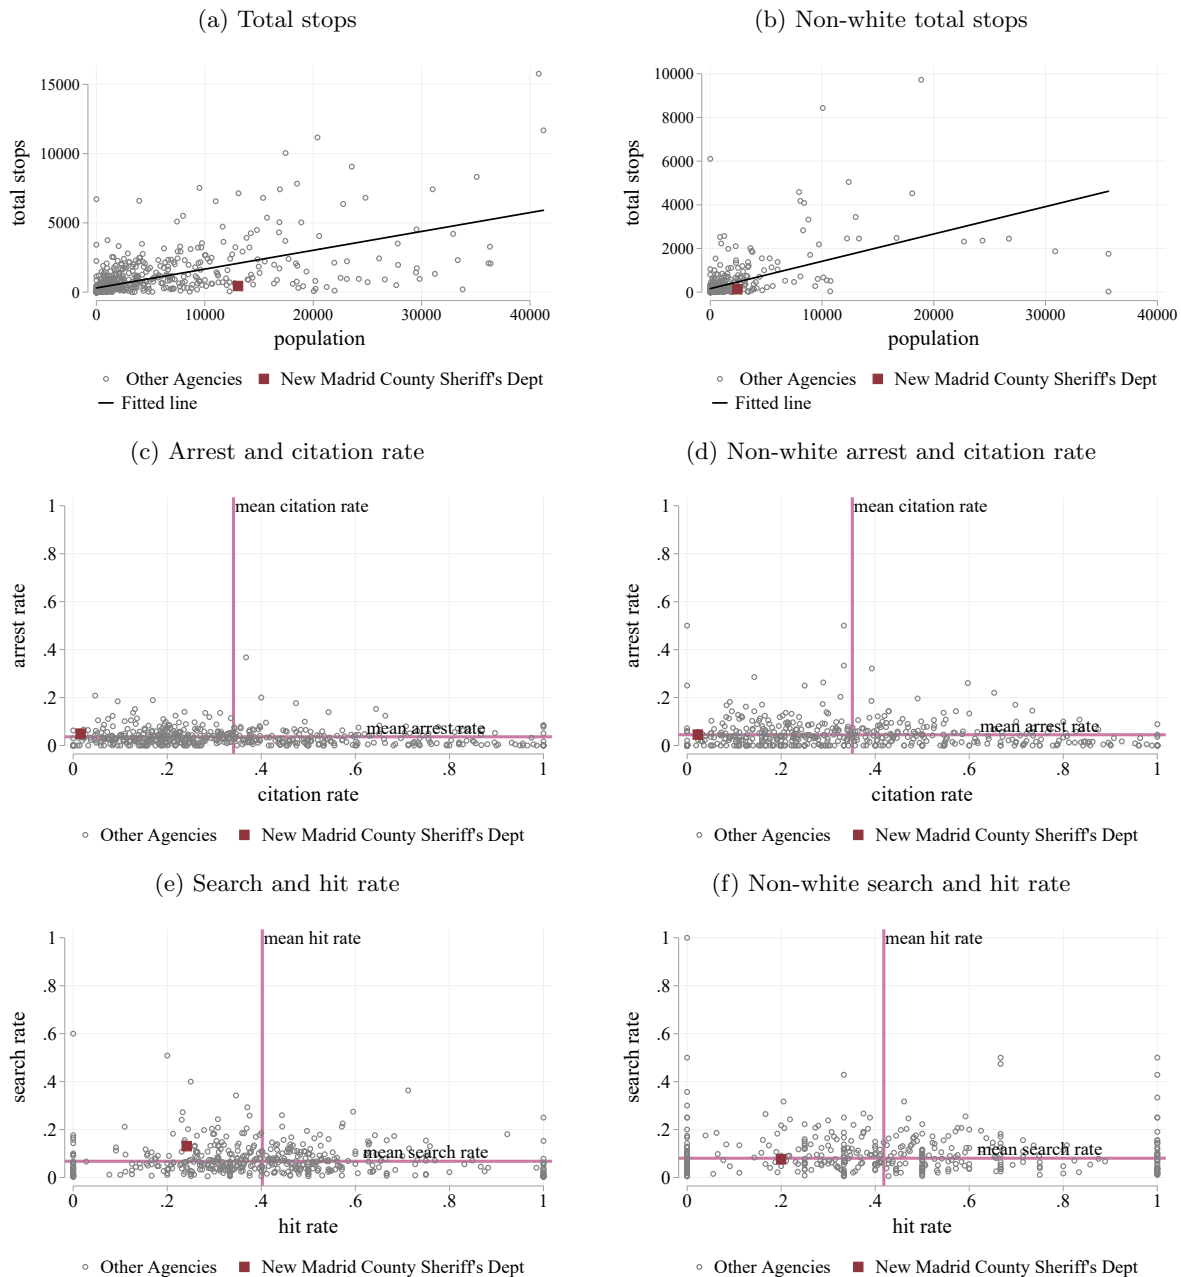 (a) Total stops
15000
10000
5000
0
total stops
0 10000 20000 30000 40000
population
Other Agencies New Madrid County Sheriff's Dept
Fitted line
(b) Non-white total stops
10000
8000
6000
4000
2000
0
total stops
0 10000 20000 30000 40000
population
Other Agencies New Madrid County Sheriff's Dept
Fitted line
(c) Arrest and citation rate
mean citation rate
1
.8
.6
.4
.2
0
arrest rate
mean arrest rate
0 .2 .4 .6 .8 1
citation rate
Other Agencies New Madrid County Sheriff's Dept
(d) Non-white arrest and citation rate
mean citation rate
1
.8
.6
.4
.2
0
arrest rate
mean arrest rate
0 .2 .4 .6 .8 1
citation rate
Other Agencies New Madrid County Sheriff's Dept
(e) Search and hit rate
mean hit rate
1
.8
.6
.4
.2
0
search rate
mean search rate
0 .2 .4 .6 .8 1
hit rate
Other Agencies New Madrid County Sheriff's Dept
(f) Non-white search and hit rate
mean hit rate
1
.8
.6
.4
.2
0
search rate
mean search rate
0 .2 .4 .6 .8 1
hit rate
Other Agencies New Madrid County Sheriff's Dept